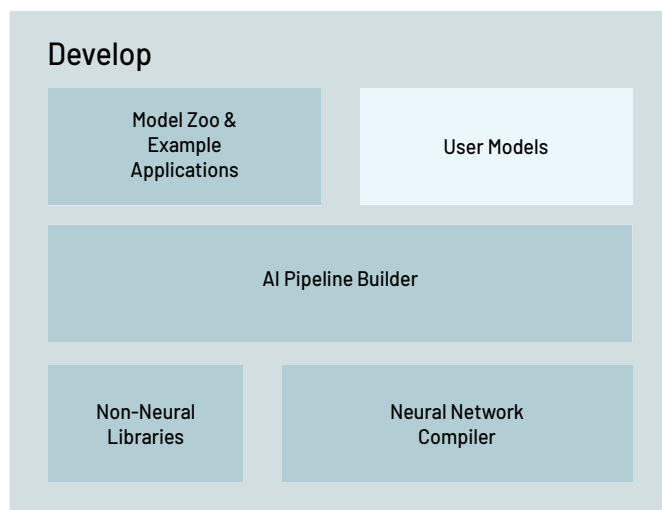 Develop
Model Zoo &
Example
Applications
User Models
AI Pipeline Builder
Non-Neural
Libraries
Neural Network
Compiler